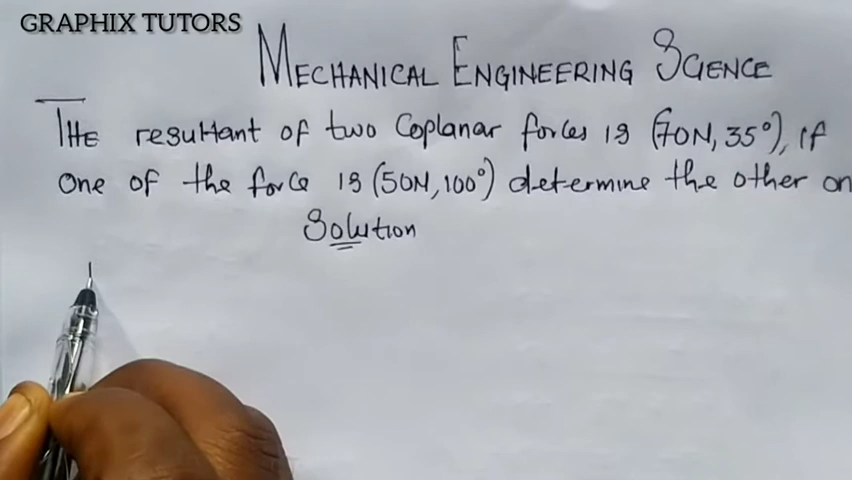 GRAPHIX TUTORS
MECHANICAL ENGINEERING SCIENCE
THE resultant of two Coplanar forces is (70N, 35°), if
one of the force is (50N, 100°) determine the other on
Solution